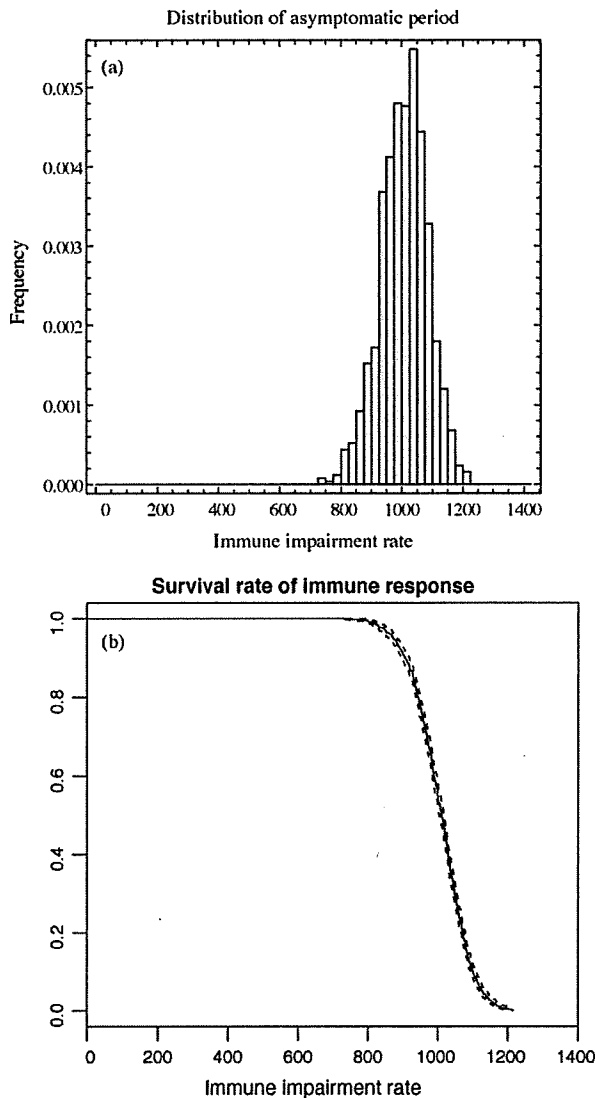 Distribution of asymptomatic period
(a)
Frequency
0.005
0.004
0.003
0.002
0.001
0.000
0 200 400 600 800 1000 1200 1400
Immune impairment rate
Survival rate of immune response
(b)
1.0
0.8
0.6
0.4
0.2
0.0
0 200 400 600 800 1000 1200 1400
Immune impairment rate